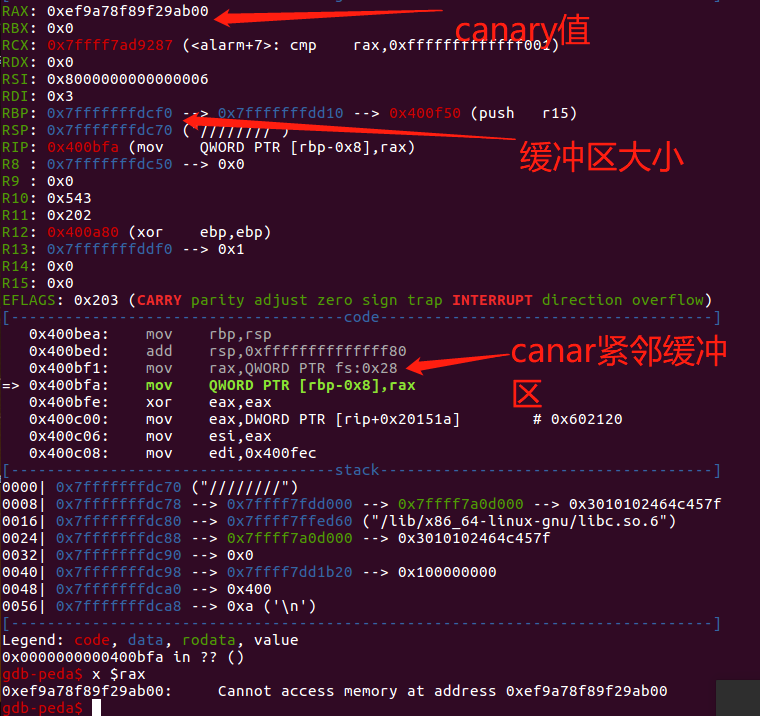 RAX: 0xef9a78f89f29ab00
canary值
RBX: 0x0
RCX: 0x7ffff7ad9287 (<alarm+7>: cmp    rax,0xfffffffffffff001)
RDX: 0x0
RSI: 0x8000000000000006
RDI: 0x3
RBP: 0x7fffffffdcf0 --> 0x7fffffffdd10 --> 0x400f50 (push   r15)
RSP: 0x7fffffffdc70 ("////////")
缓冲区大小
RIP: 0x400bfa (mov    QWORD PTR [rbp-0x8],rax)
R8 : 0x7fffffffdc50 --> 0x0
R9 : 0x0
R10: 0x543
R11: 0x202
R12: 0x400a80 (xor    ebp,ebp)
R13: 0x7fffffffddf0 --> 0x1
R14: 0x0
R15: 0x0
EFLAGS: 0x203 (CARRY parity adjust zero sign trap INTERRUPT direction overflow)
[-------------------------------------code-------------------------------------]
0x400bea:    mov    rbp,rsp
0x400bed:    add    rsp,0xffffffffffffff80
0x400bf1:    mov    rax,QWORD PTR fs:0x28
canar紧邻缓冲
区
=> 0x400bfa:    mov    QWORD PTR [rbp-0x8],rax
0x400bfe:    xor    eax,eax
0x400c00:    mov    eax,DWORD PTR [rip+0x20151a]        # 0x602120
0x400c06:    mov    esi,eax
0x400c08:    mov    edi,0x400fec
[------------------------------------stack-------------------------------------]
0000| 0x7fffffffdc70 ("////////")
0008| 0x7fffffffdc78 --> 0x7ffff7fdd000 --> 0x7ffff7a0d000 --> 0x3010102464c457f
0016| 0x7fffffffdc80 --> 0x7ffff7ffed60 ("/lib/x86_64-linux-gnu/libc.so.6")
0024| 0x7fffffffdc88 --> 0x7ffff7a0d000 --> 0x3010102464c457f
0032| 0x7fffffffdc90 --> 0x0
0040| 0x7fffffffdc98 --> 0x7ffff7dd1b20 --> 0x100000000
0048| 0x7fffffffdca0 --> 0x400
0056| 0x7fffffffdca8 --> 0xa ('\n')
[------------------------------------------------------------------------------]
Legend: code, data, rodata, value
0x0000000000400bfa in ?? ()
gdb-peda$ x $rax
0xef9a78f89f29ab00:     Cannot access memory at address 0xef9a78f89f29ab00
gdb-peda$